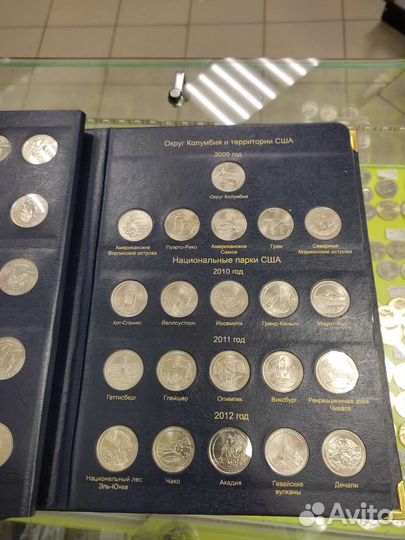 Округ Колумбия и территории США
2009 год
Округ Колумбия
Американские Виргинские острова
Пуэрто-Рико
Американское Самоа
Гуам
Северные Марианские острова
Национальные парки США
2010 год
Хот-Спрингс
Йеллоустоун
Йосемити
Гранд-Каньон
Маунт-Худ
2011 год
Геттисберг
Глейшер
Олимпик
Виксбург
Рекреационная зона Чикасо
2012 год
Национальный лес Эль-Юнке
Чако
Акадия
Гавайские вулканы
Денали
Avito